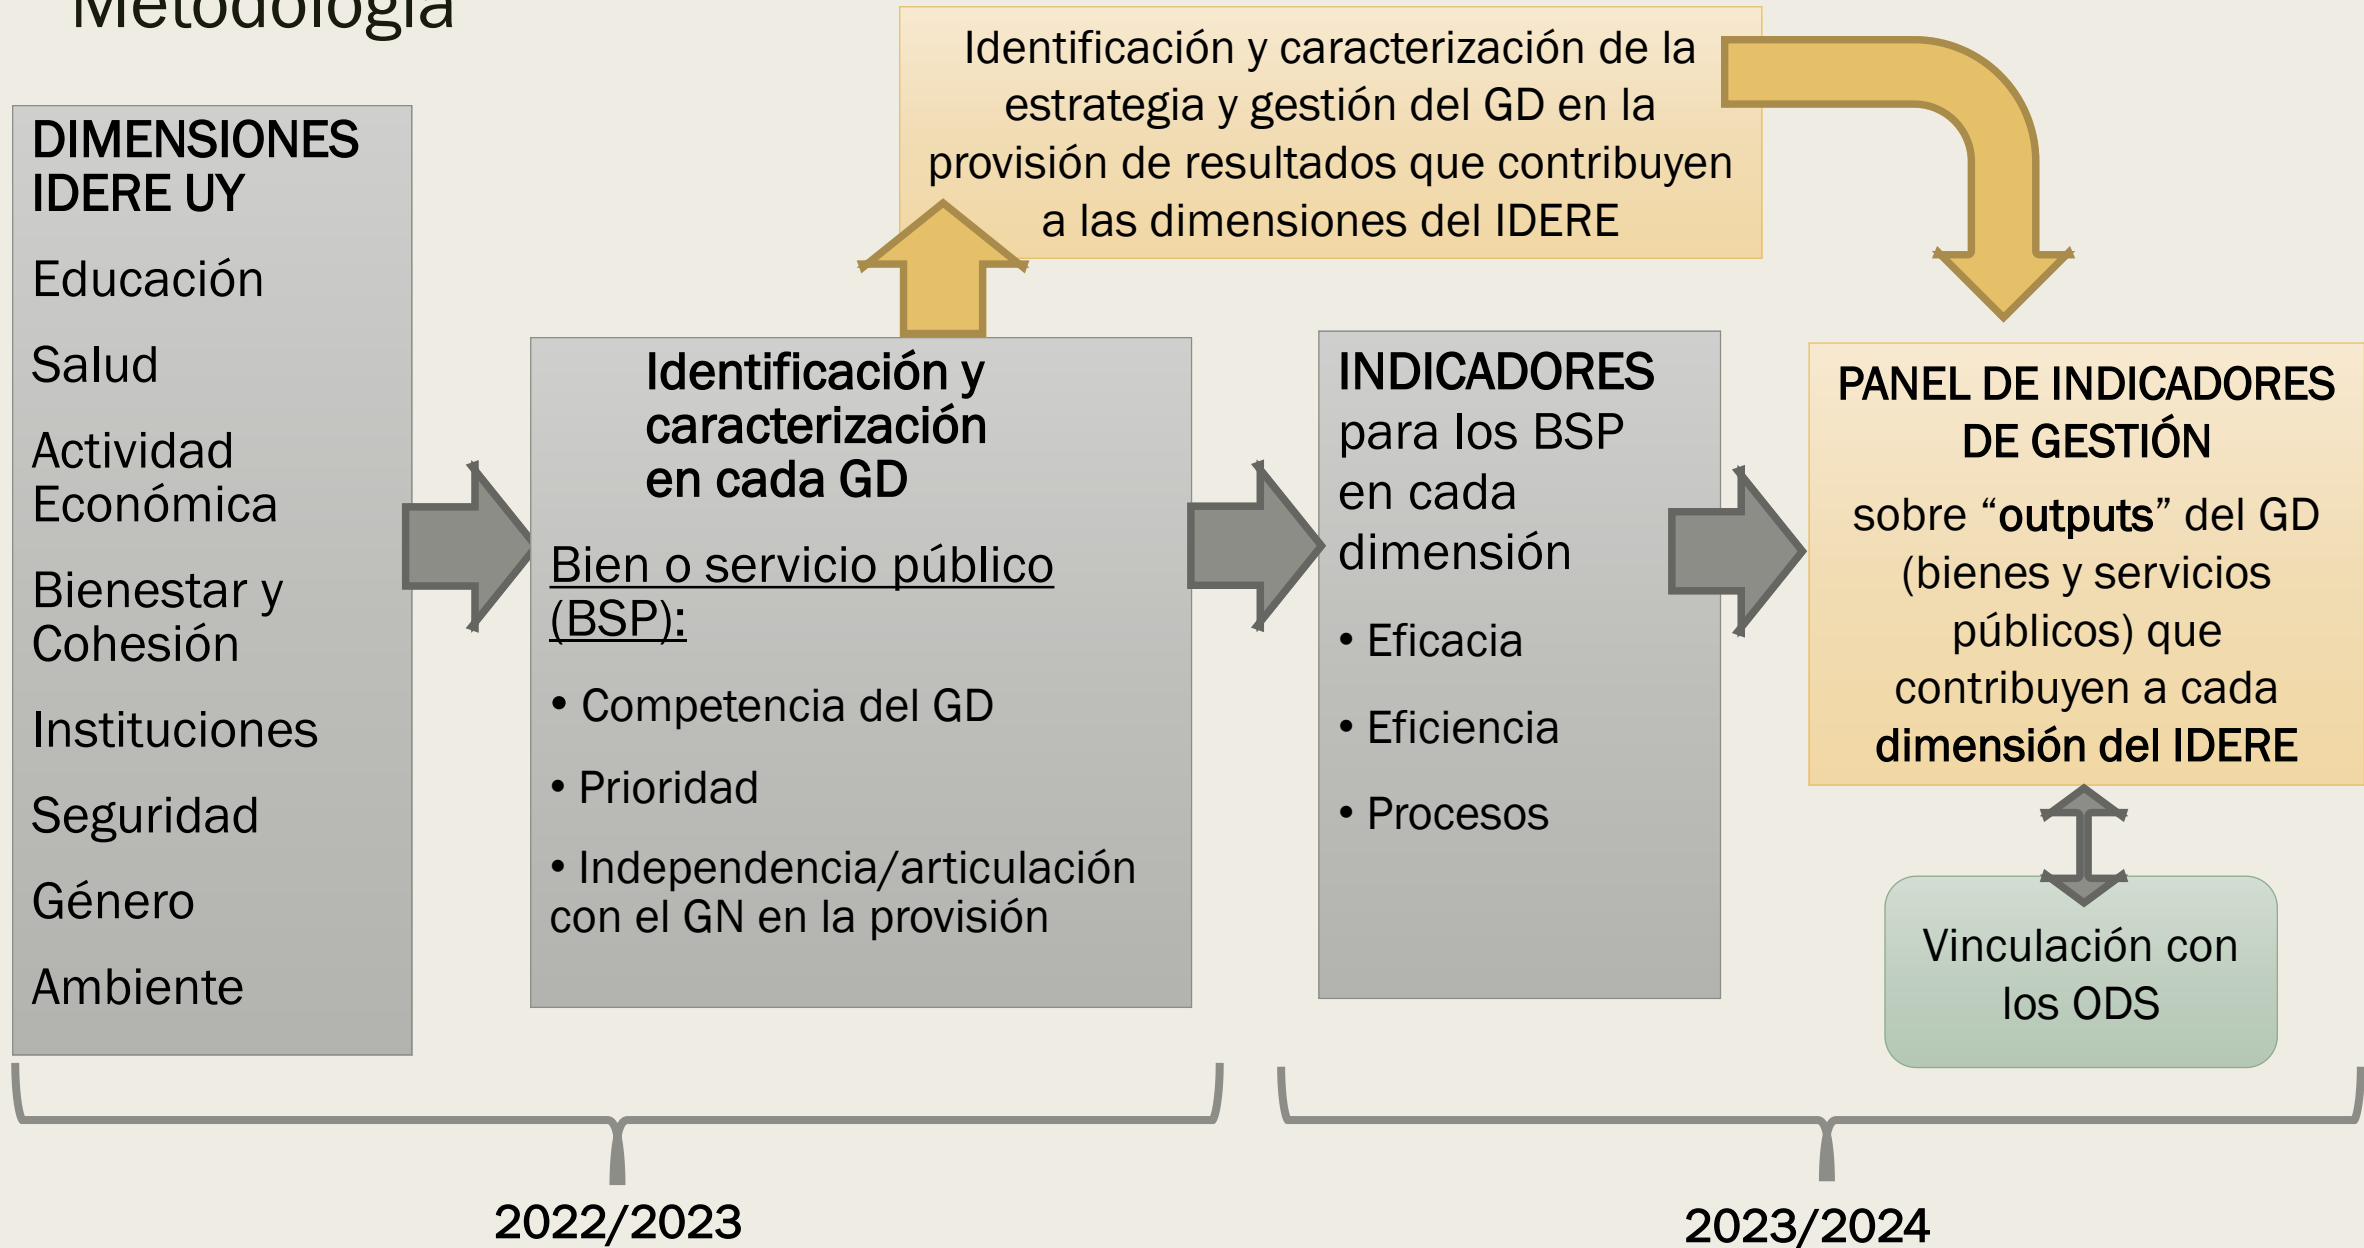 Metodología
DIMENSIONES
IDERE UY
Educación
Salud
Actividad
Económica
Bienestar y
Cohesión
Instituciones
Seguridad
Género
Ambiente
Identificación y caracterización de la
estrategia y gestión del GD en la
provisión de resultados que contribuyen
a las dimensiones del IDERE
Identificación y
caracterización
en cada GD
Bien o servicio público
(BSP):
• Competencia del GD
• Prioridad
• Independencia/articulación
con el GN en la provisión
INDICADORES
para los BSP
en cada
dimensión
• Eficacia
• Eficiencia
• Procesos
PANEL DE INDICADORES
DE GESTIÓN
sobre “outputs” del GD
(bienes y servicios
públicos) que
contribuyen a cada
dimensión del IDERE
Vinculación con
los ODS
2022/2023
2023/2024